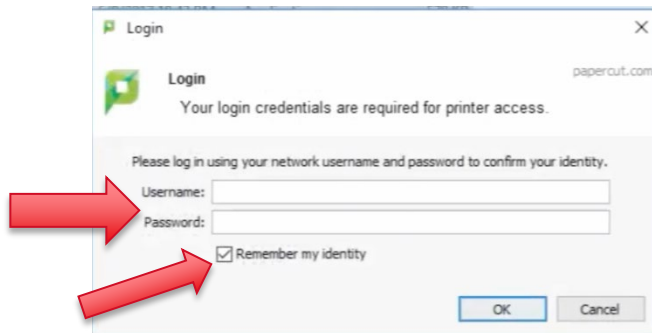 Login
Login
papercut.com
Your login credentials are required for printer access.
Please log in using your network username and password to confirm your identity.
Username:
Password:
Remember my identity
OK Cancel